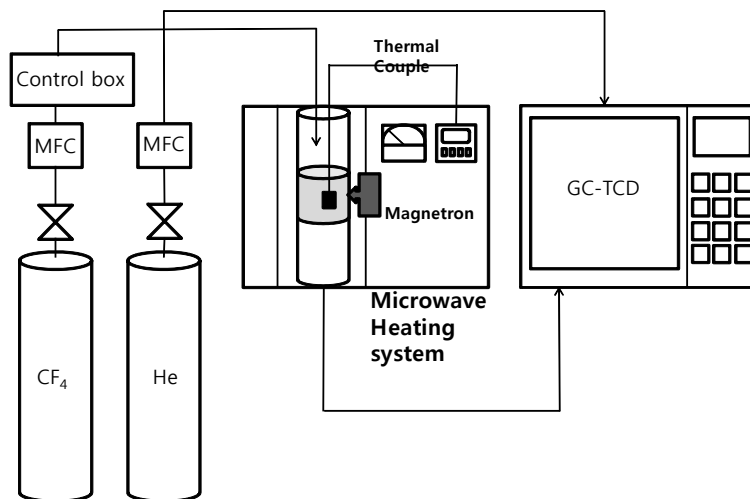 Thermal
Couple
Control box
MFC
MFC
GC-TCD
Magnetron
Microwave
Heating
system
CF₄
He